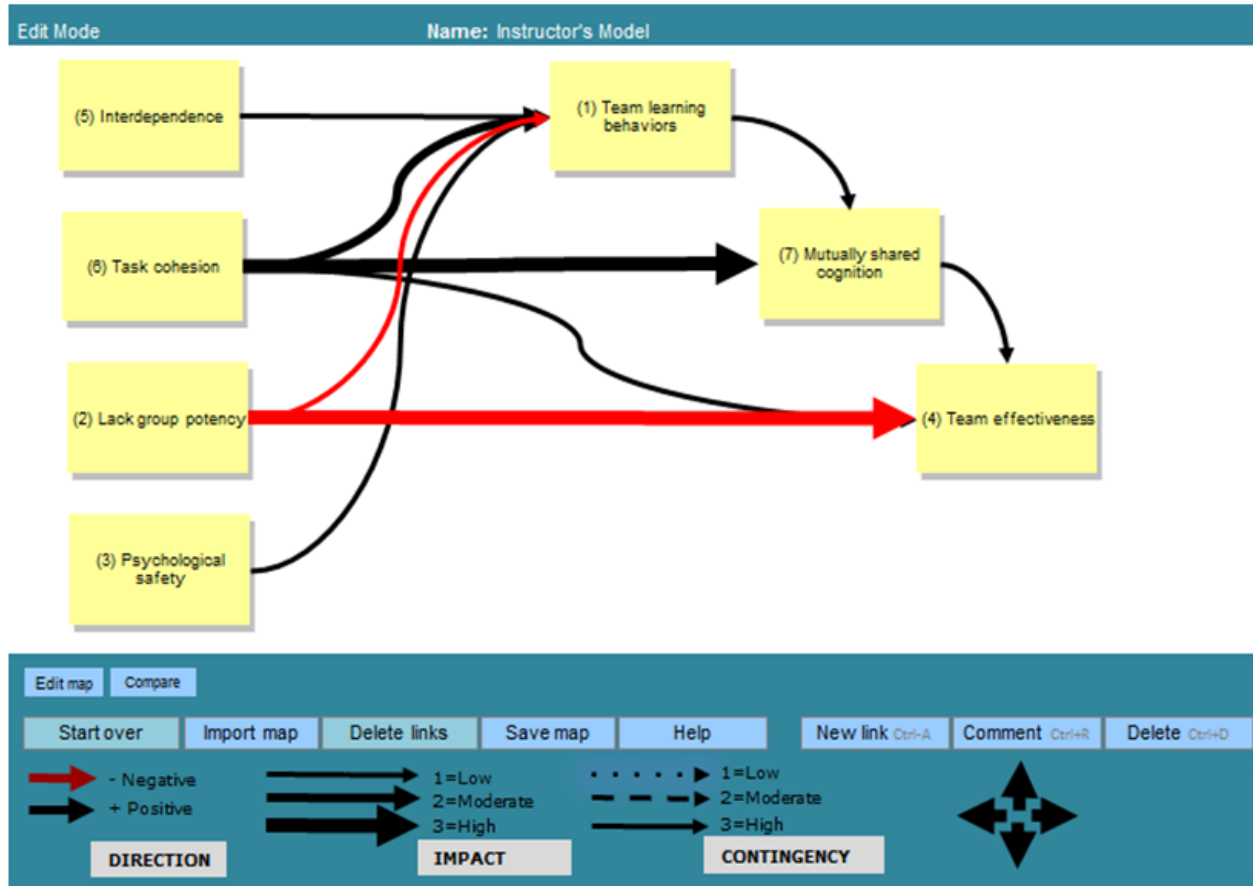 Edit Mode
Name: Instructor's Model
(5) Interdependence
(1) Team learning
behaviors
(6) Task cohesion
(7) Mutually shared
cognition
(2) Lack group potency
(4) Team effectiveness
(3) Psychological
safety
Edit map
Compare
Start over
Import map
Delete links
Save map
Help
New link Ctrl-A
Comment Ctrl+R
Delete Ctrl+D
- Negative
+ Positive
DIRECTION
1=Low
2=Moderate
3=High
IMPACT
1=Low
2=Moderate
3=High
CONTINGENCY